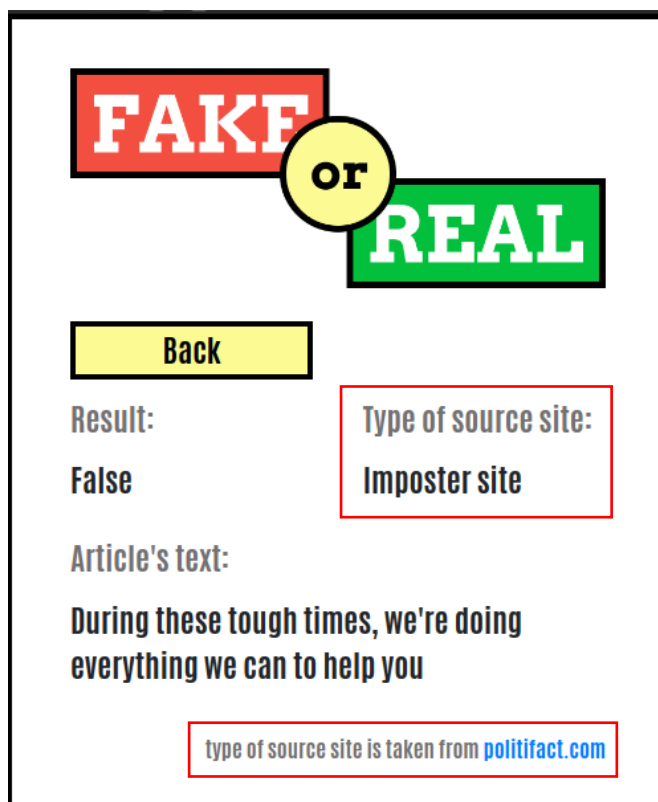 FAKE
or
REAL
Back
Result:
False
Type of source site:
Imposter site
Article's text:
During these tough times, we're doing
everything we can to help you
type of source site is taken from politifact.com